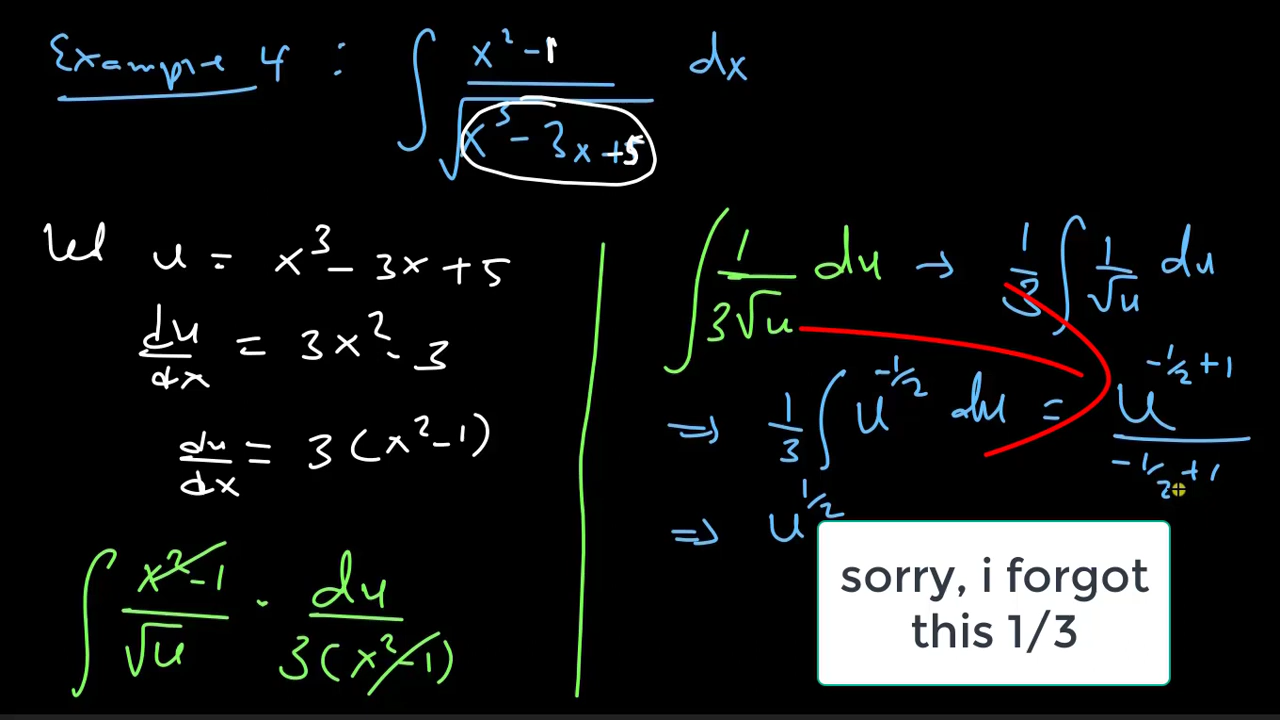 Example 4 : ∫ (x² - 1)/√(x³ - 3x + 5) dx
Let u = x³ - 3x + 5
du/dx = 3x² - 3
du/dx = 3(x² - 1)
∫ (x² - 1)/√u · du/(3(x² - 1))
∫ 1/(3√u) du → 1/3 ∫ 1/√u du
⇒ 1/3 ∫ u^(-1/2) du = u^(-1/2 + 1)/(-1/2 + 1)
⇒ u^(1/2)
sorry, i forgot
this 1/3